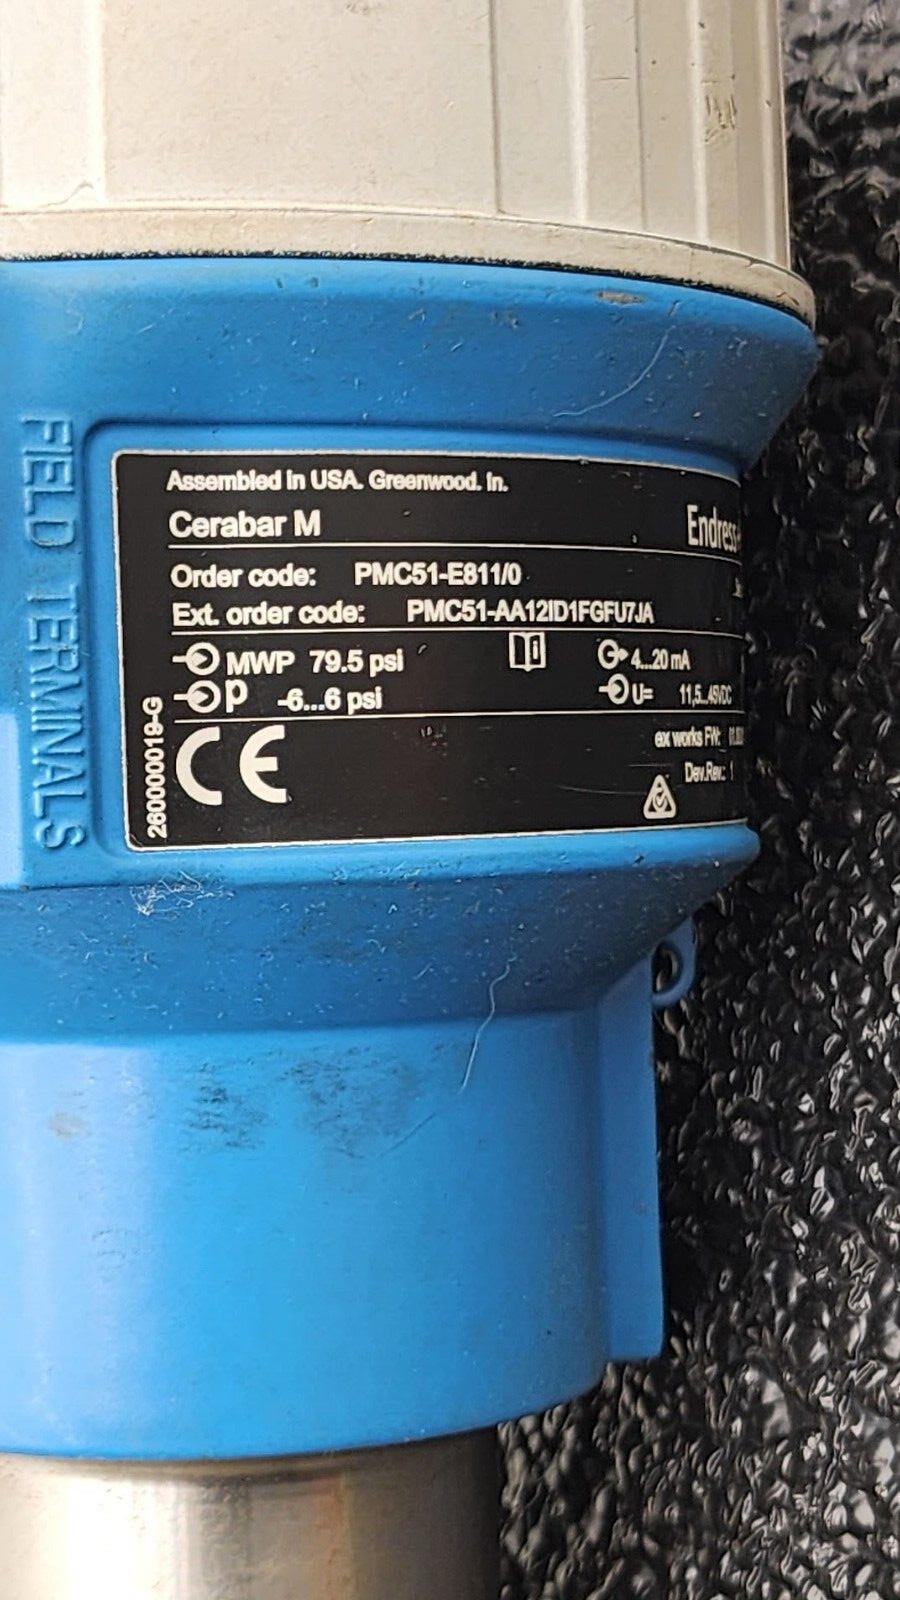 FIELD TERMINALS
Assembled in USA. Greenwood. In.
Cerabar M
Endress
Order code: PMC51-E811/0
Ext. order code: PMC51-AA12ID1FGFU7JA
MWP 79.5 psi
i
4...20 mA
p -6...6 psi
U= 11,5...45VDC
CE
ex works FW:
Dev.Rev.: 1
260000019-G